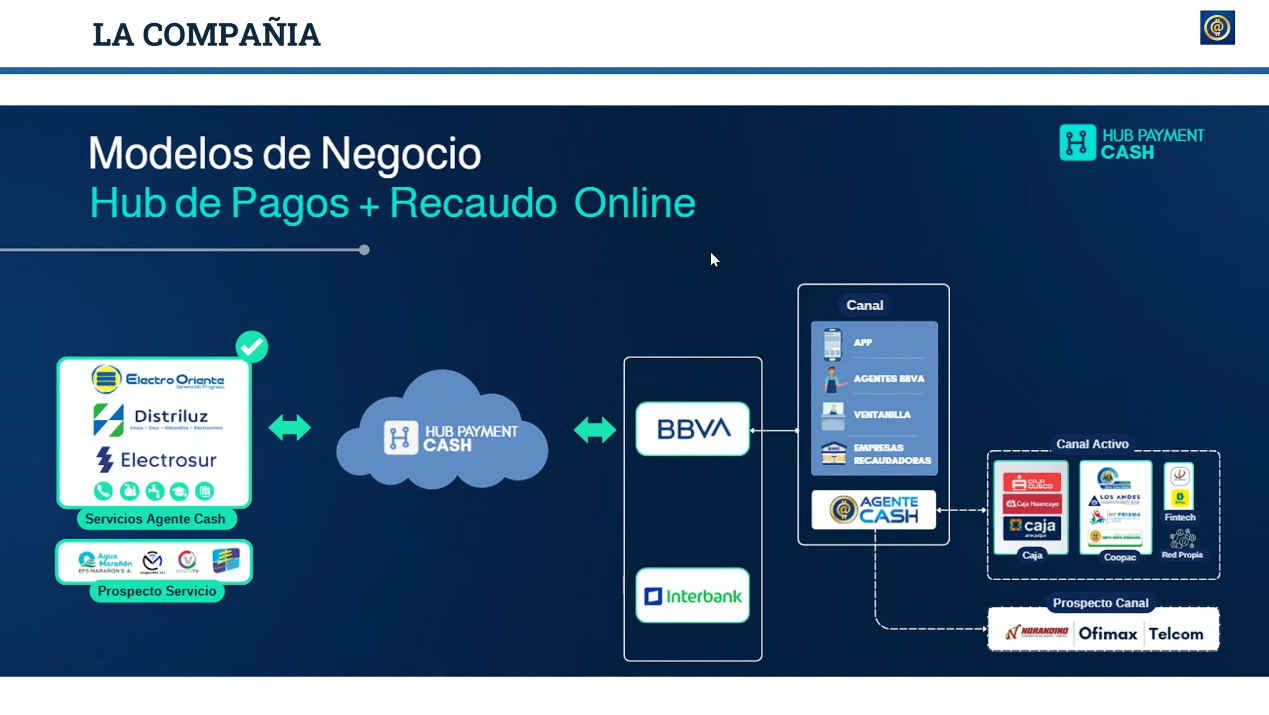 LA COMPAÑIA
HUB PAYMENT
CASH
Modelos de Negocio
Hub de Pagos + Recaudo Online
Electro Oriente
Generando Progreso
Distriluz
Electrosur
Servicios Agente Cash
Agua
Marañón
EPS MARAÑÓN S.A.
Prospecto Servicio
HUB PAYMENT
CASH
BBVA
Interbank
Canal
APP
AGENTES BBVA
VENTANILLA
EMPRESAS
RECAUDADORAS
AGENTE
CASH
Canal Activo
CUSCO
Caja Huancayo
caja
arequipa
Caja
LOS ANDES
MY PRISMA
Coopac
Fintech
Red Propia
Prospecto Canal
NORANDINO
Ofimax
Telcom